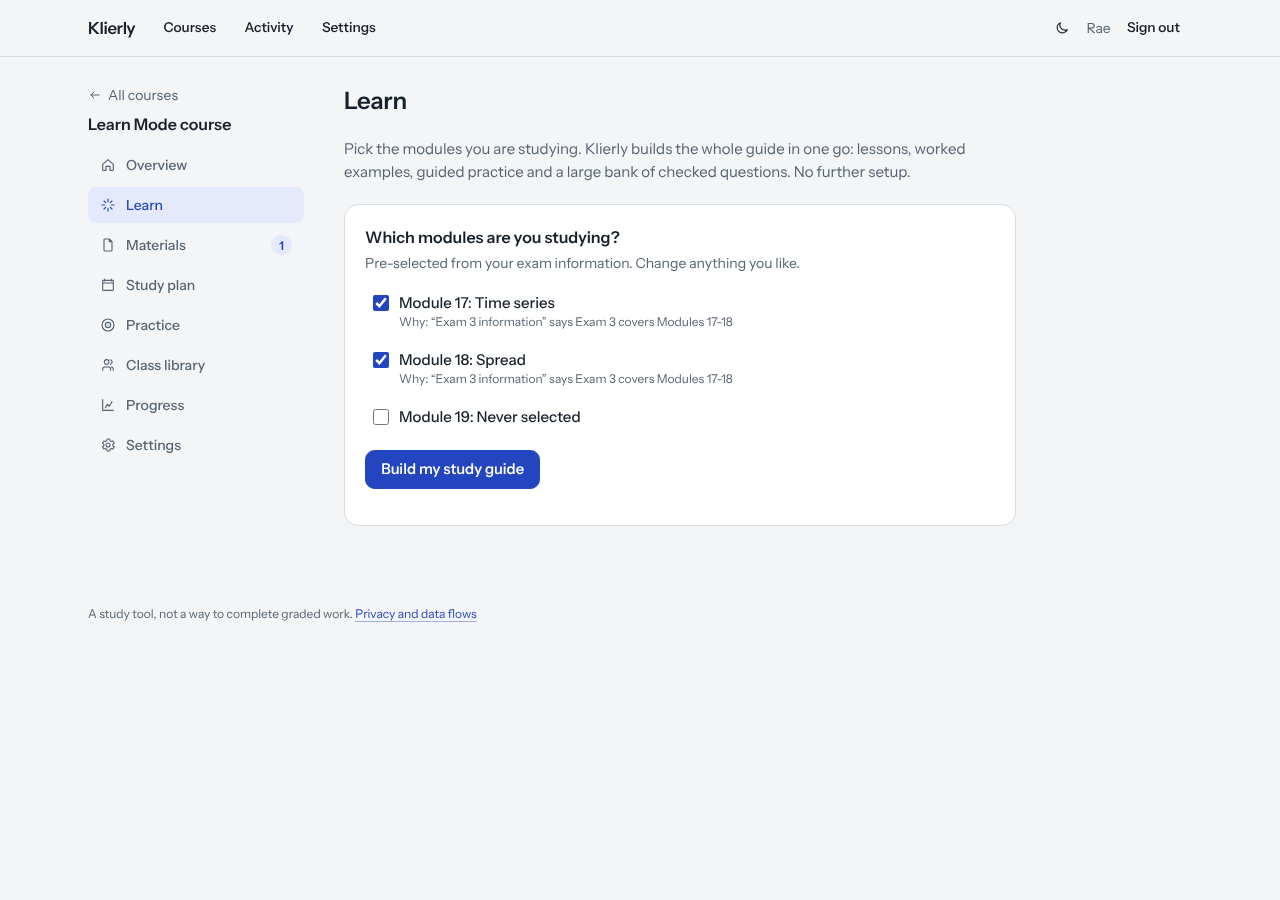 Klierly
Courses
Activity
Settings
Rae
Sign out
All courses
Learn Mode course
Overview
Learn
Materials
1
Study plan
Practice
Class library
Progress
Settings
Learn
Pick the modules you are studying. Klierly builds the whole guide in one go: lessons, worked
examples, guided practice and a large bank of checked questions. No further setup.
Which modules are you studying?
Pre-selected from your exam information. Change anything you like.
Module 17: Time series
Why: “Exam 3 information” says Exam 3 covers Modules 17-18
Module 18: Spread
Why: “Exam 3 information” says Exam 3 covers Modules 17-18
Module 19: Never selected
Build my study guide
A study tool, not a way to complete graded work. Privacy and data flows